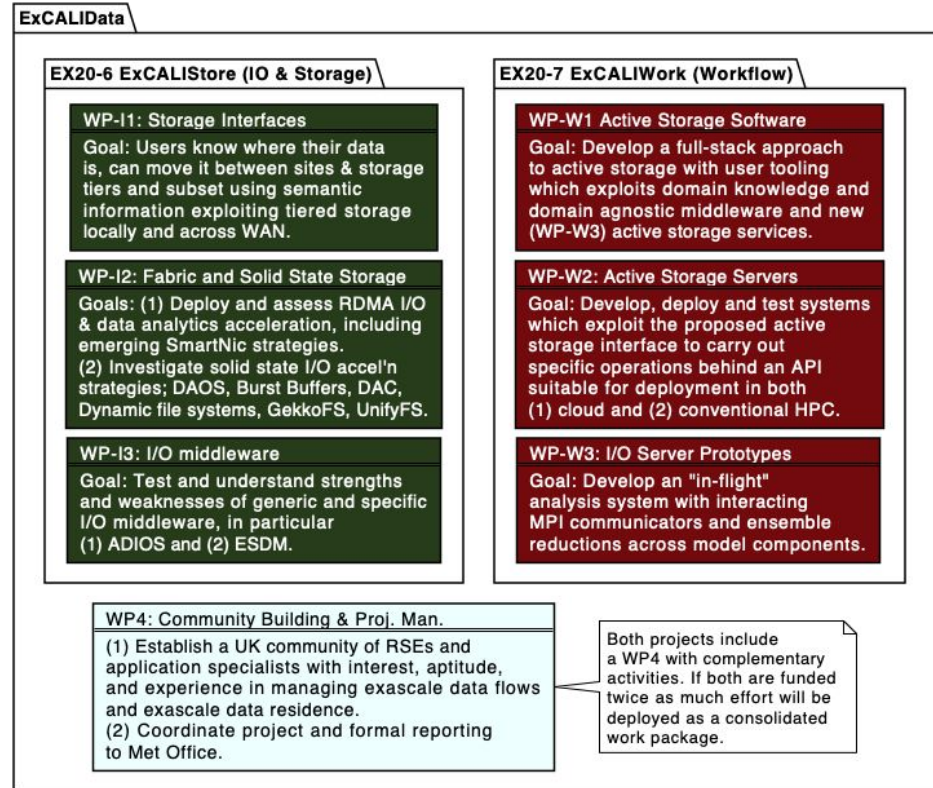 ExCALIData
EX20-6 ExCALIStore (IO & Storage)
WP-I1: Storage Interfaces
Goal: Users know where their data
is, can move it between sites & storage
tiers and subset using semantic
information exploiting tiered storage
locally and across WAN.
WP-I2: Fabric and Solid State Storage
Goals: (1) Deploy and assess RDMA I/O
& data analytics acceleration, including
emerging SmartNic strategies.
(2) Investigate solid state I/O accel'n
strategies; DAOS, Burst Buffers, DAC,
Dynamic file systems, GekkoFS, UnifyFS.
WP-I3: I/O middleware
Goal: Test and understand strengths
and weaknesses of generic and specific
I/O middleware, in particular
(1) ADIOS and (2) ESDM.
EX20-7 ExCALIWork (Workflow)
WP-W1 Active Storage Software
Goal: Develop a full-stack approach
to active storage with user tooling
which exploits domain knowledge and
domain agnostic middleware and new
(WP-W3) active storage services.
WP-W2: Active Storage Servers
Goal: Develop, deploy and test systems
which exploit the proposed active
storage interface to carry out
specific operations behind an API
suitable for deployment in both
(1) cloud and (2) conventional HPC.
WP-W3: I/O Server Prototypes
Goal: Develop an "in-flight"
analysis system with interacting
MPI communicators and ensemble
reductions across model components.
WP4: Community Building & Proj. Man.
(1) Establish a UK community of RSEs and
application specialists with interest, aptitude,
and experience in managing exascale data flows
and exascale data residence.
(2) Coordinate project and formal reporting
to Met Office.
Both projects include
a WP4 with complementary
activities. If both are funded
twice as much effort will be
deployed as a consolidated
work package.